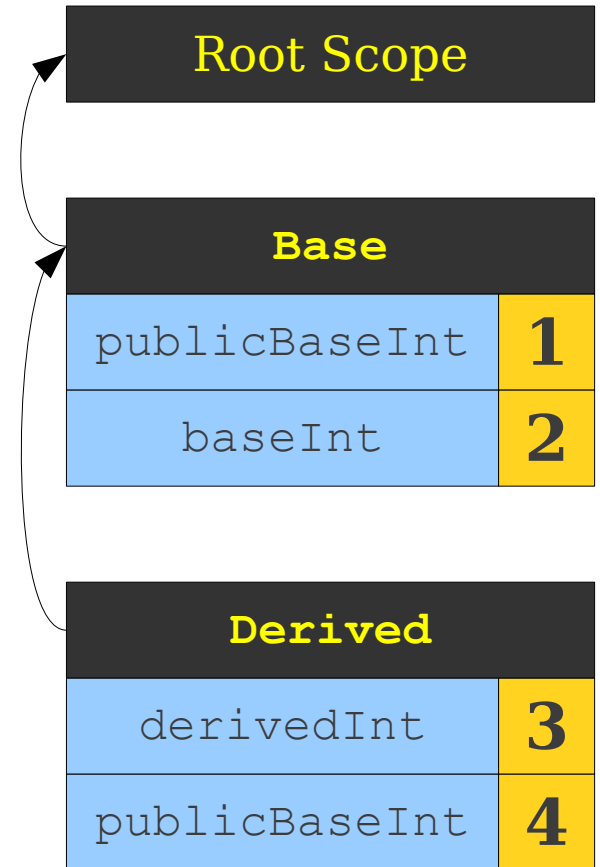 Root Scope
Base
publicBaseInt 1
baseInt 2
Derived
derivedInt 3
publicBaseInt 4